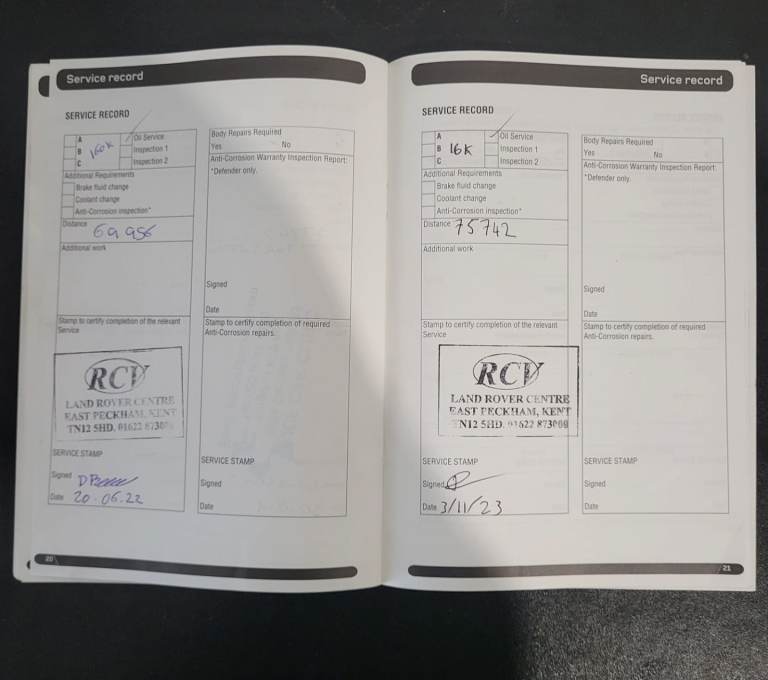 Service record
SERVICE RECORD
A
Oil Service
B
160K
Inspection 1
C
Inspection 2
Additional Requirements
Brake fluid change
Coolant change
Anti-Corrosion inspection*
Distance 69 956
Additional work
Stamp to certify completion of the relevant
Service
RCV
LAND ROVER CENTRE
EAST PECKHAM, KENT
TN12 5HD. 01622 873000
SERVICE STAMP
Signed
Date 20.06.22
Body Repairs Required
Yes No
Anti-Corrosion Warranty Inspection Report:
*Defender only.
Signed
Date
Stamp to certify completion of required
Anti-Corrosion repairs.
SERVICE STAMP
Signed
Date
20
Service record
SERVICE RECORD
A
Oil Service
B
16K
Inspection 1
C
Inspection 2
Additional Requirements
Brake fluid change
Coolant change
Anti-Corrosion inspection*
Distance 75742
Additional work
Stamp to certify completion of the relevant
Service
RCV
LAND ROVER CENTRE
EAST PECKHAM, KENT
TN12 5HD. 01622 873000
SERVICE STAMP
Signed
Date 3/11/23
Body Repairs Required
Yes No
Anti-Corrosion Warranty Inspection Report:
*Defender only.
Signed
Date
Stamp to certify completion of required
Anti-Corrosion repairs.
SERVICE STAMP
Signed
Date
21